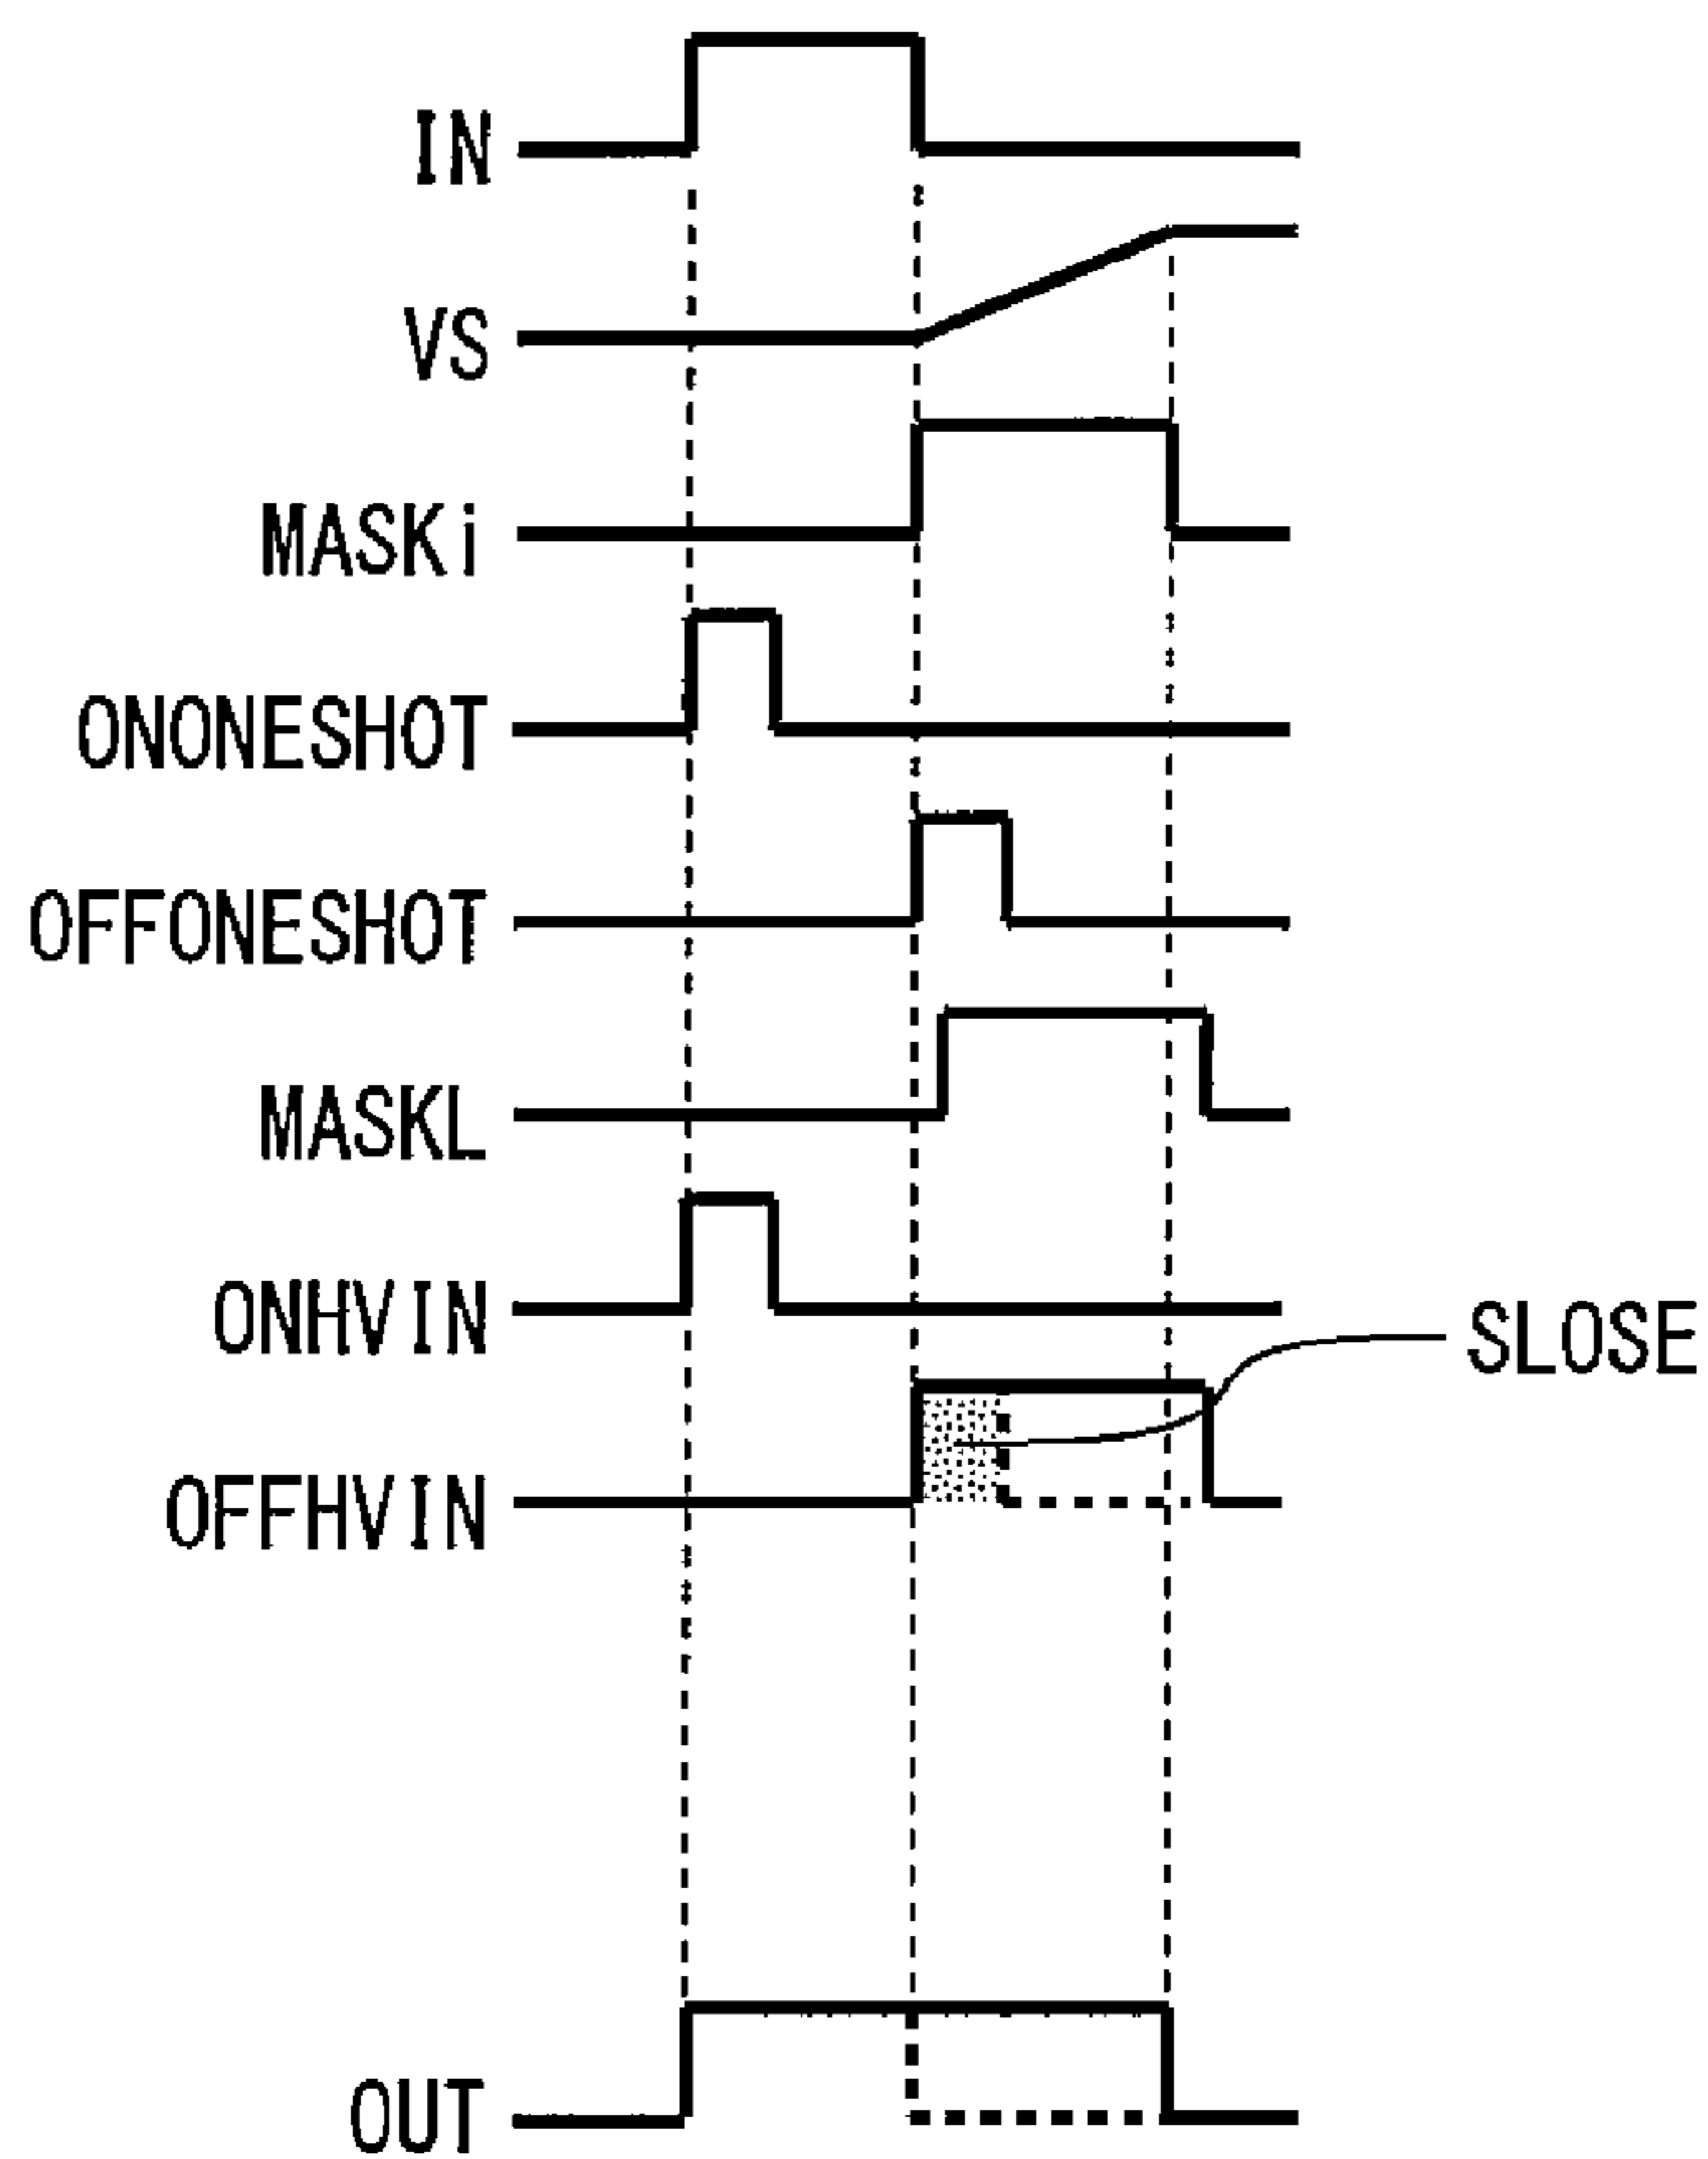 IN
VS
MASKi
ONONESHOT
OFFONESHOT
MASKL
ONHVIN
SLOSE
OFFHVIN
OUT